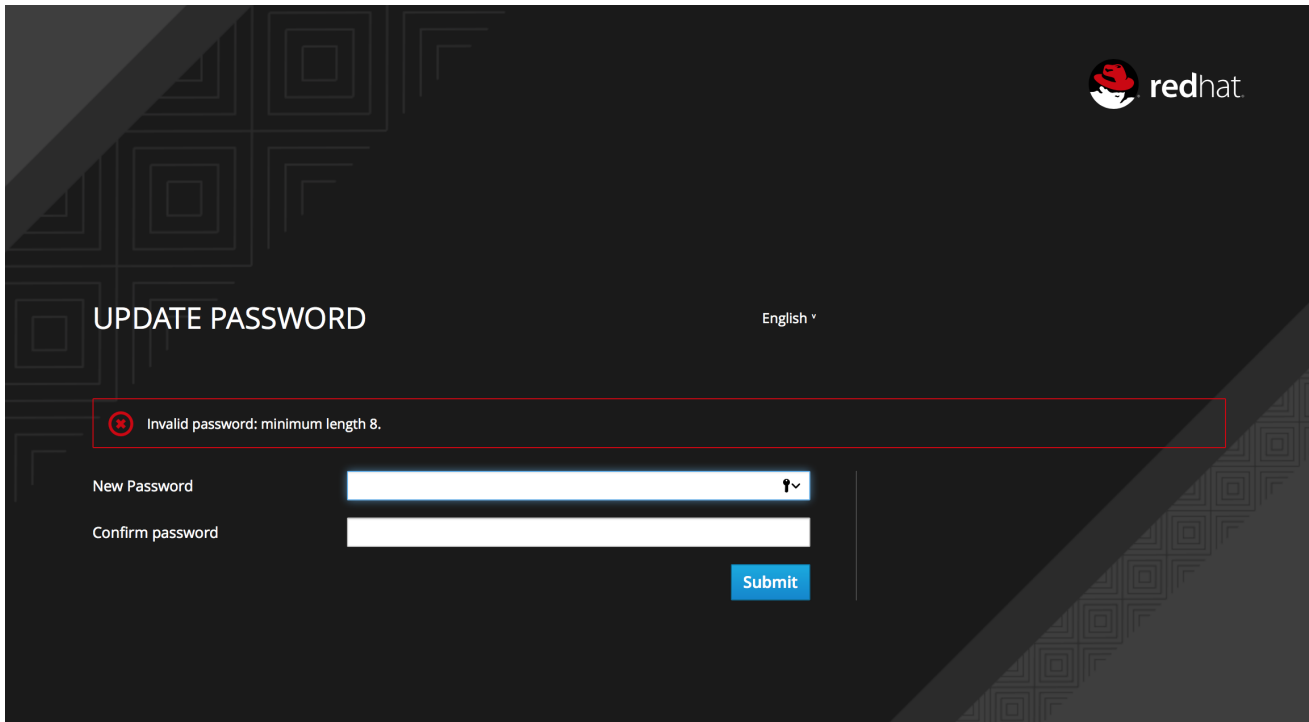 redhat.
UPDATE PASSWORD
English
Invalid password: minimum length 8.
New Password
Confirm password
Submit